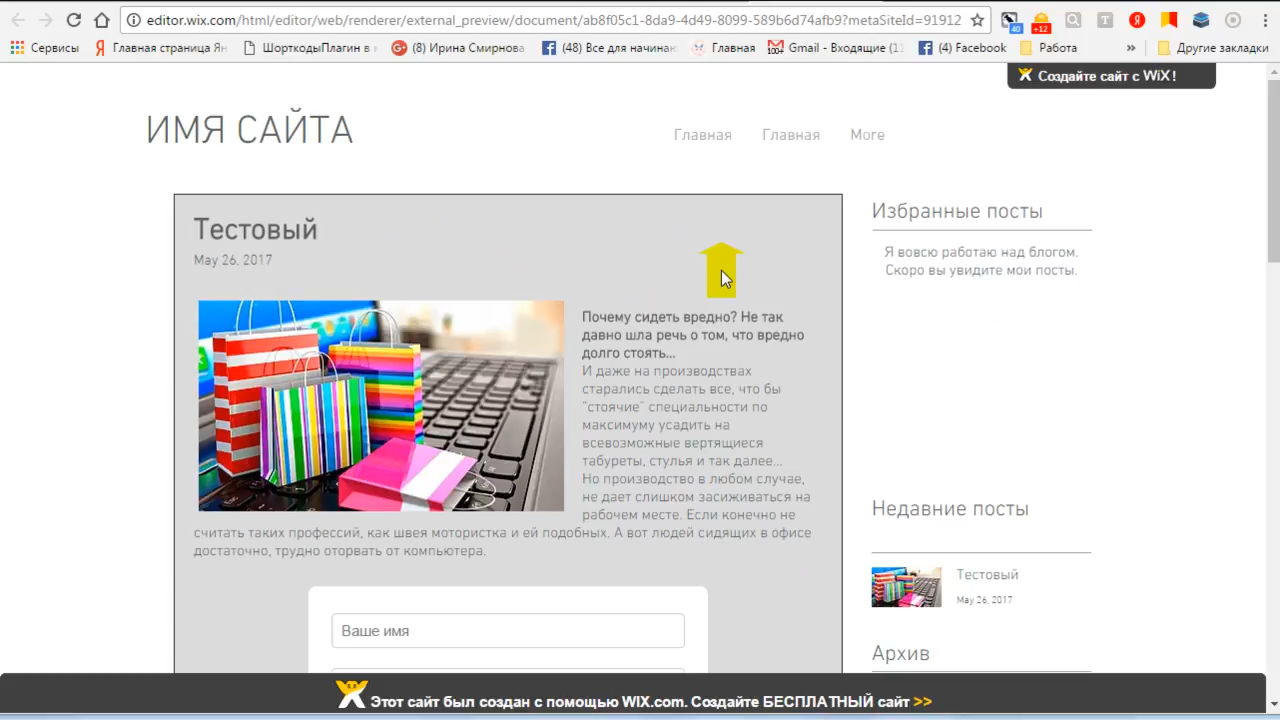 editor.wix.com/html/editor/web/renderer/external_preview/document/ab8f05c1-8da9-4d49-8099-589b6d74afb9?metaSiteId=91912
40
+12
T
Я
Сервисы
Я Главная страница Ян
ШорткодыПлагин в
G+ (8) Ирина Смирнова
(48) Все для начина
Главная
100+ Gmail - Входящие (1
(4) Facebook
Работа
»
Другие закладки
Создайте сайт с WiX!
ИМЯ САЙТА
Главная
Главная
More
Тестовый
May 26, 2017
Почему сидеть вредно? Не так
давно шла речь о том, что вредно
долго стоять...
И даже на производствах
старались сделать все, что бы
"стоячие" специальности по
максимуму усадить на
всевозможные вертящиеся
табуреты, стулья и так далее...
Но производство в любом случае,
не дает слишком засиживаться на
рабочем месте. Если конечно не
считать таких профессий, как швея мотористка и ей подобных. А вот людей сидящих в офисе
достаточно, трудно оторвать от компьютера.
Ваше имя
Избранные посты
Я вовсю работаю над блогом.
Скоро вы увидите мои посты.
Недавние посты
Тестовый
May 26, 2017
Архив
Этот сайт был создан с помощью WIX.com. Создайте БЕСПЛАТНЫЙ сайт >>